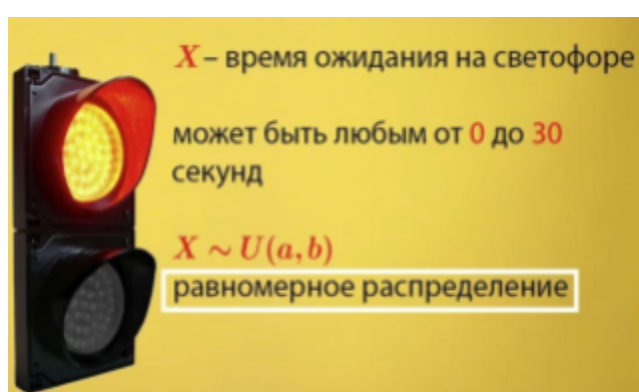 X – время ожидания на светофоре
может быть любым от 0 до 30
секунд
X ∼ U(a, b)
равномерное распределение